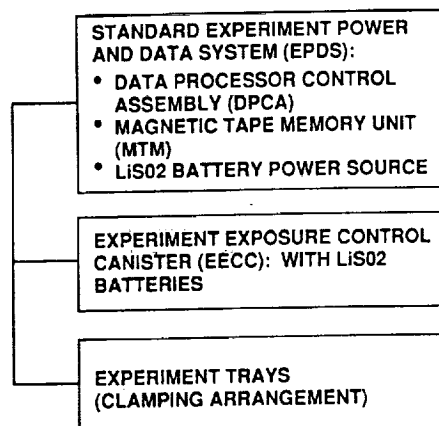 STANDARD EXPERIMENT POWER
AND DATA SYSTEM (EPDS):
• DATA PROCESSOR CONTROL
ASSEMBLY (DPCA)
• MAGNETIC TAPE MEMORY UNIT
(MTM)
• LiS02 BATTERY POWER SOURCE
EXPERIMENT EXPOSURE CONTROL
CANISTER (EECC): WITH LiS02
BATTERIES
EXPERIMENT TRAYS
(CLAMPING ARRANGEMENT)